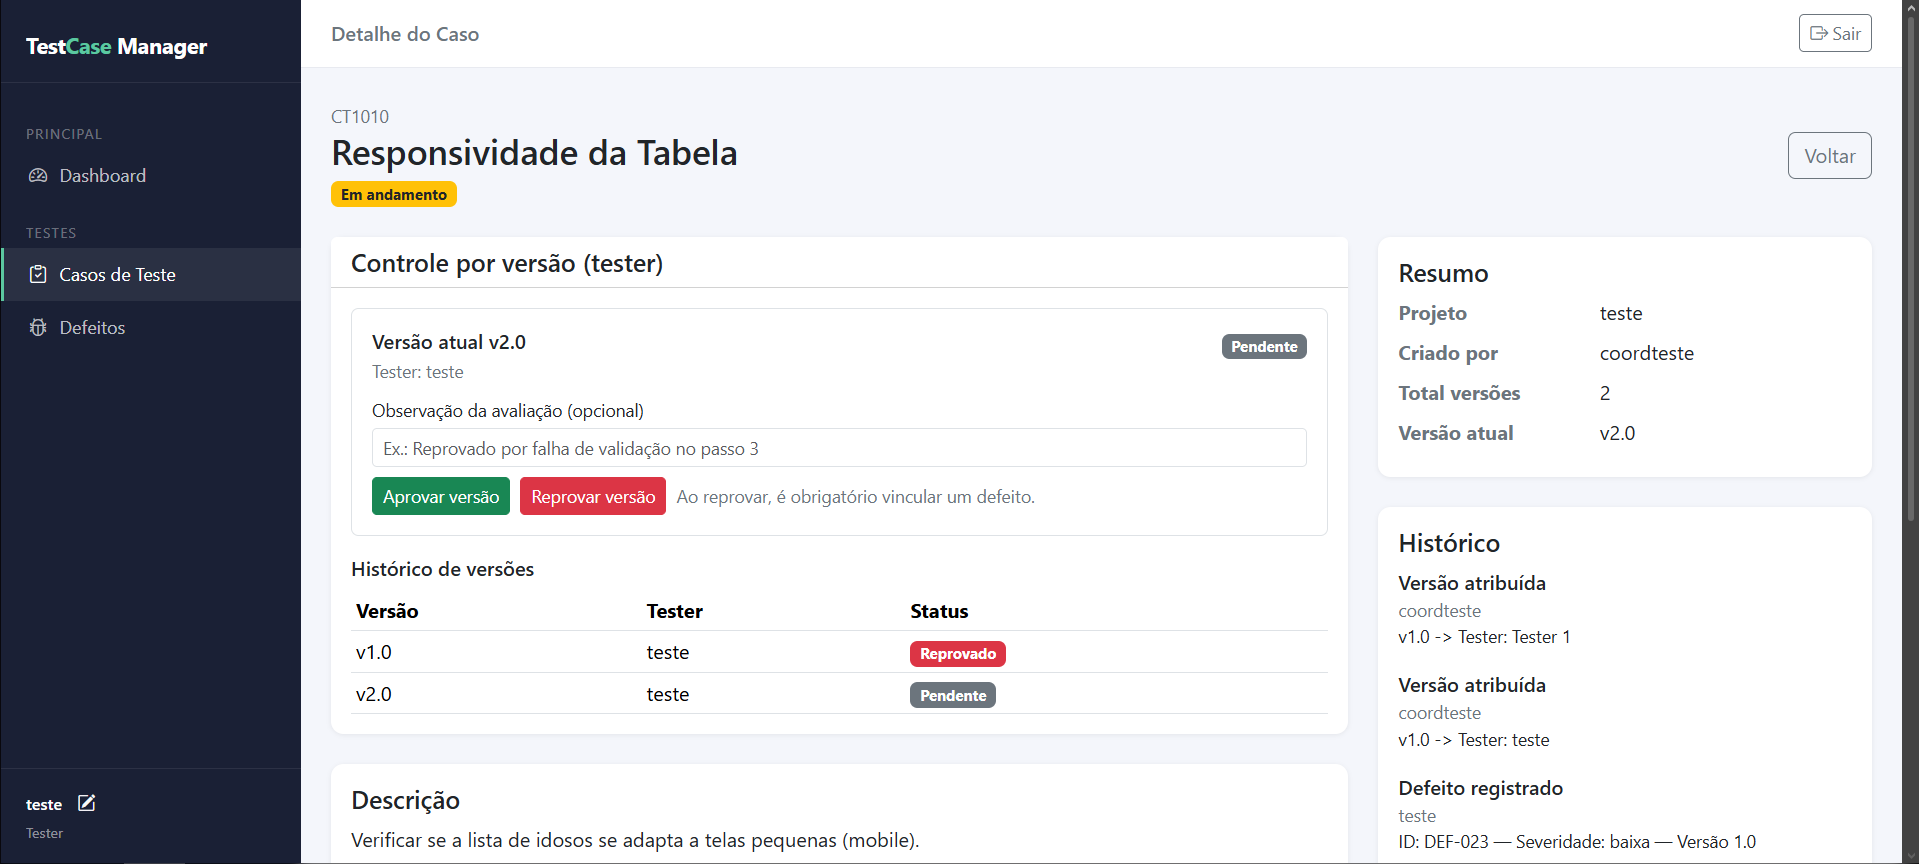 TestCase Manager
PRINCIPAL
Dashboard
TESTES
Casos de Teste
Defeitos
teste
Tester
Detalhe do Caso
Sair
CT1010
Responsividade da Tabela
Em andamento
Voltar
Controle por versão (tester)
Versão atual v2.0
Pendente
Tester: teste
Observação da avaliação (opcional)
Ex.: Reprovado por falha de validação no passo 3
Aprovar versão Reprovar versão Ao reprovar, é obrigatório vincular um defeito.
Histórico de versões
Versão Tester Status
v1.0 teste Reprovado
v2.0 teste Pendente
Descrição
Verificar se a lista de idosos se adapta a telas pequenas (mobile).
Resumo
Projeto teste
Criado por coordteste
Total versões 2
Versão atual v2.0
Histórico
Versão atribuída
coordteste
v1.0 -> Tester: Tester 1
Versão atribuída
coordteste
v1.0 -> Tester: teste
Defeito registrado
teste
ID: DEF-023 — Severidade: baixa — Versão 1.0